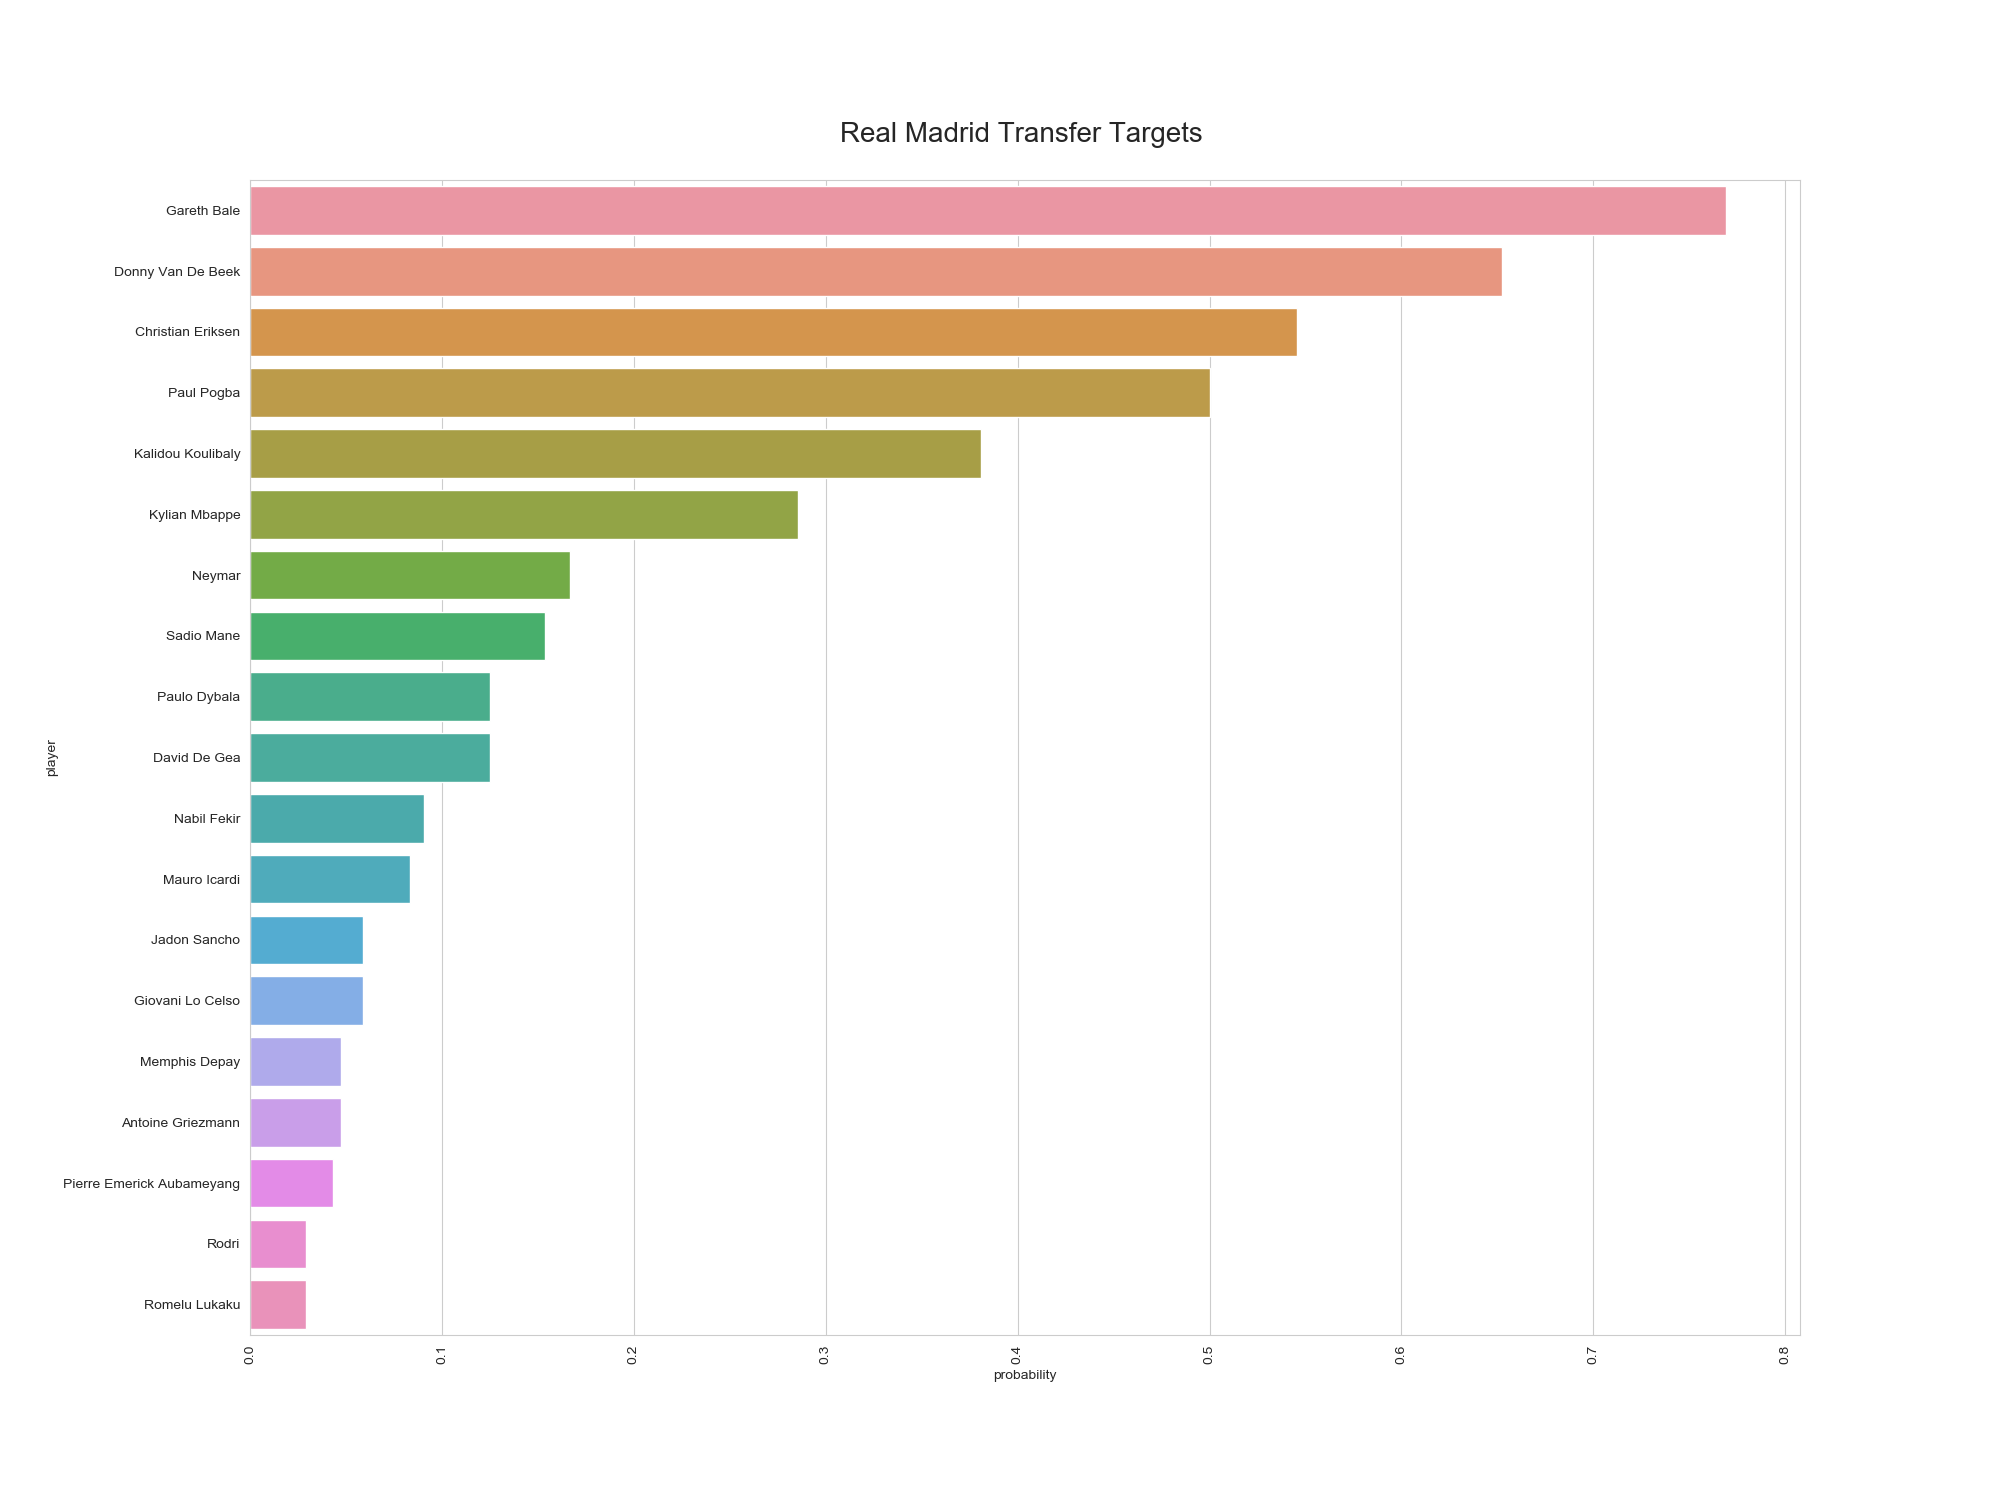 Real Madrid Transfer Targets
Gareth Bale
Donny Van De Beek
Christian Eriksen
Paul Pogba
Kalidou Koulibaly
Kylian Mbappe
Neymar
Sadio Mane
Paulo Dybala
David De Gea
Nabil Fekir
Mauro Icardi
Jadon Sancho
Giovani Lo Celso
Memphis Depay
Antoine Griezmann
Pierre Emerick Aubameyang
Rodri
Romelu Lukaku
player
0.0 0.1 0.2 0.3 0.4 0.5 0.6 0.7 0.8
probability